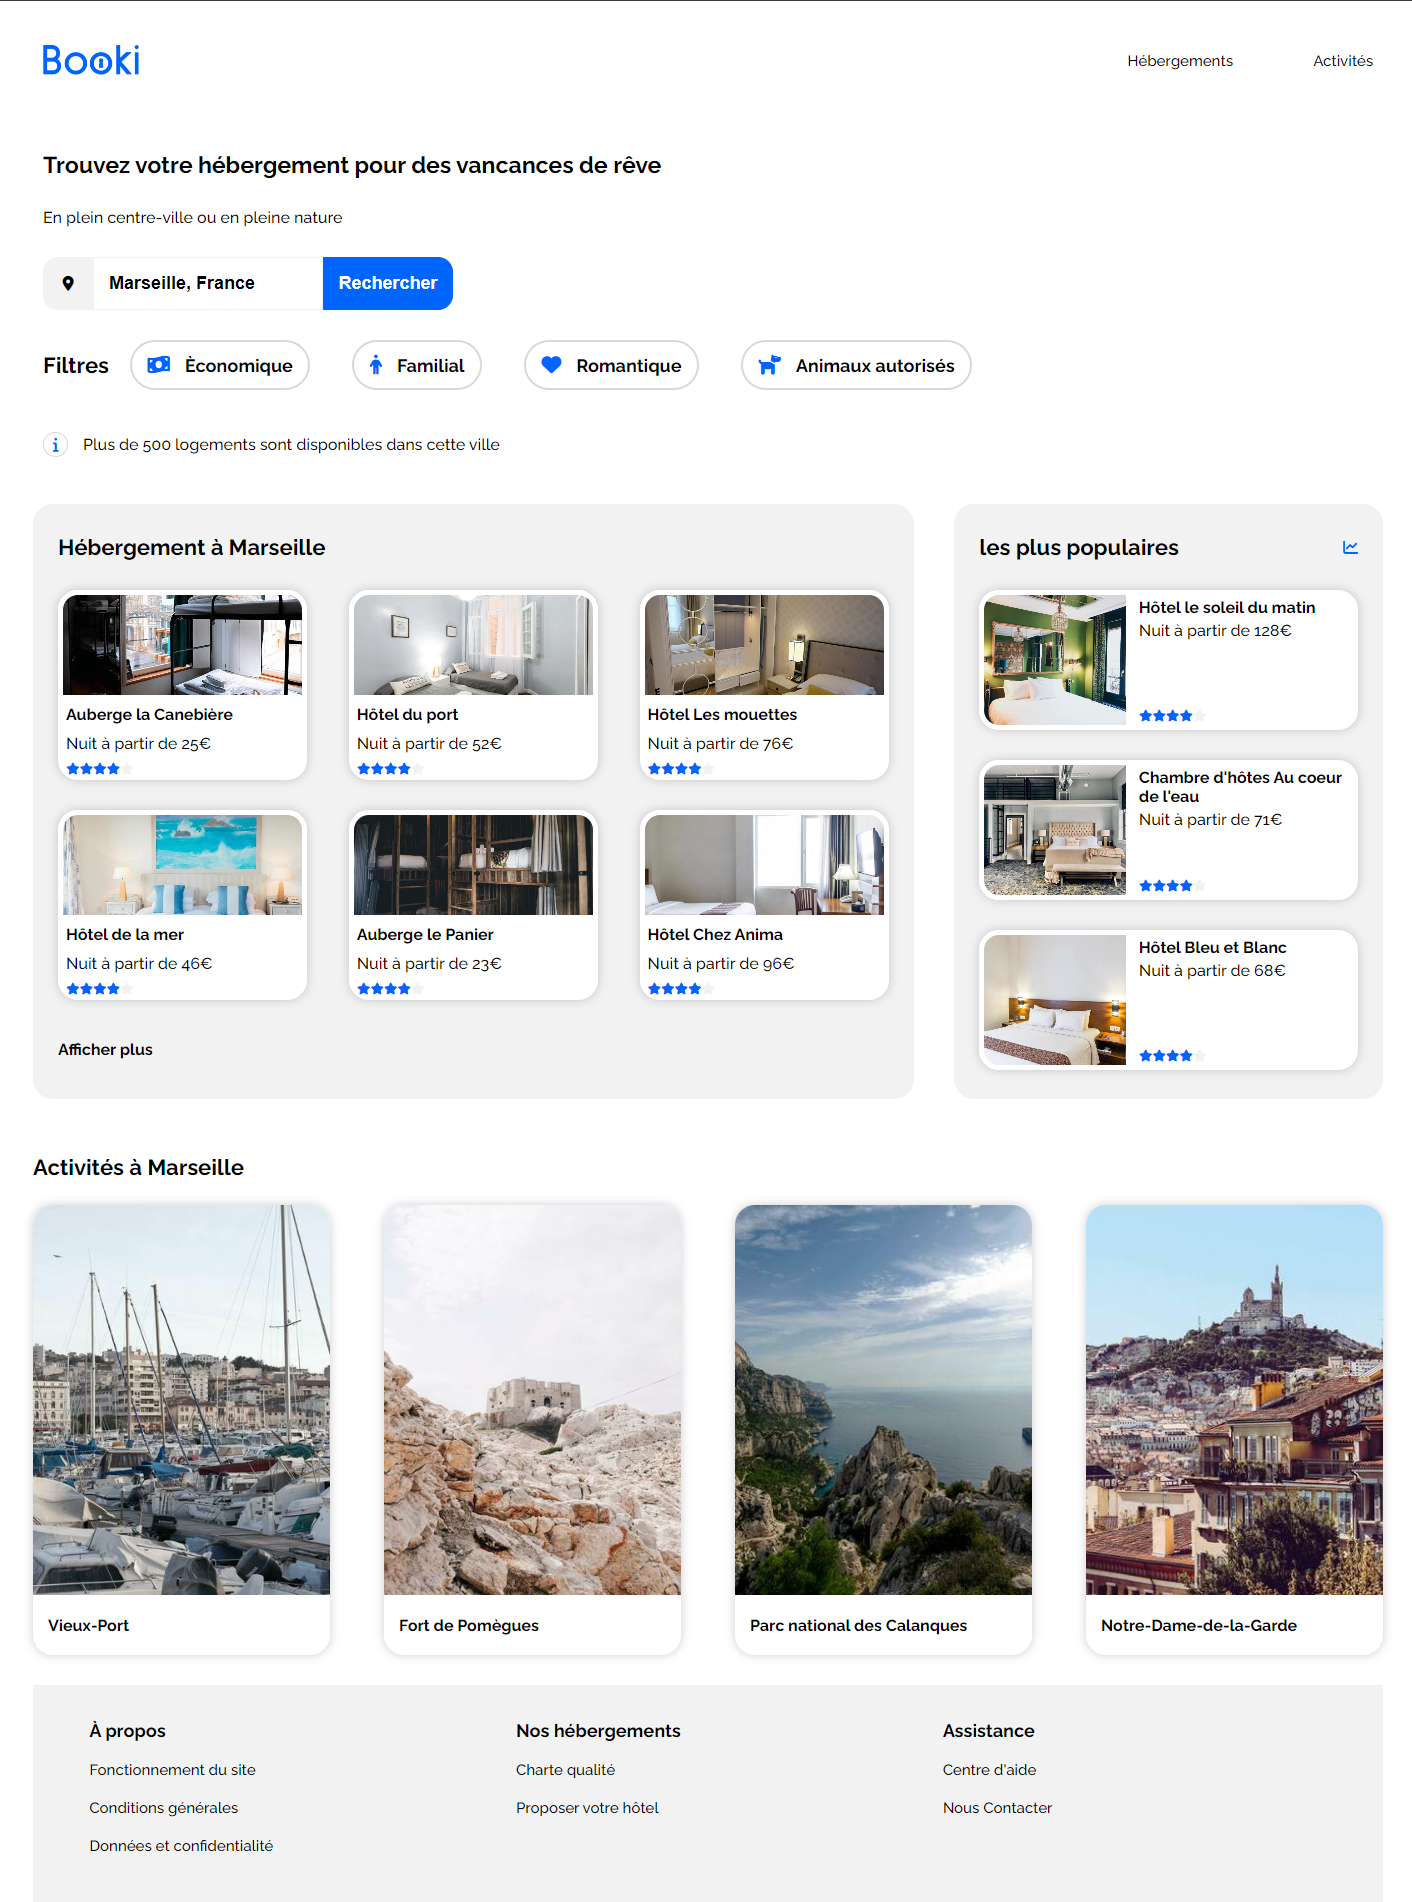 Booki
Hébergements
Activités
Trouvez votre hébergement pour des vancances de rêve
En plein centre-ville ou en pleine nature
Marseille, France
Rechercher
Filtres
Èconomique
Familial
Romantique
Animaux autorisés
Plus de 500 logements sont disponibles dans cette ville
Hébergement à Marseille
Auberge la Canebière
Nuit à partir de 25€
Hôtel du port
Nuit à partir de 52€
Hôtel Les mouettes
Nuit à partir de 76€
Hôtel de la mer
Nuit à partir de 46€
Auberge le Panier
Nuit à partir de 23€
Hôtel Chez Anima
Nuit à partir de 96€
Afficher plus
les plus populaires
Hôtel le soleil du matin
Nuit à partir de 128€
Chambre d'hôtes Au coeur
de l'eau
Nuit à partir de 71€
Hôtel Bleu et Blanc
Nuit à partir de 68€
Activités à Marseille
Vieux-Port
Fort de Pomègues
Parc national des Calanques
Notre-Dame-de-la-Garde
À propos
Fonctionnement du site
Conditions générales
Données et confidentialité
Nos hébergements
Charte qualité
Proposer votre hôtel
Assistance
Centre d'aide
Nous Contacter